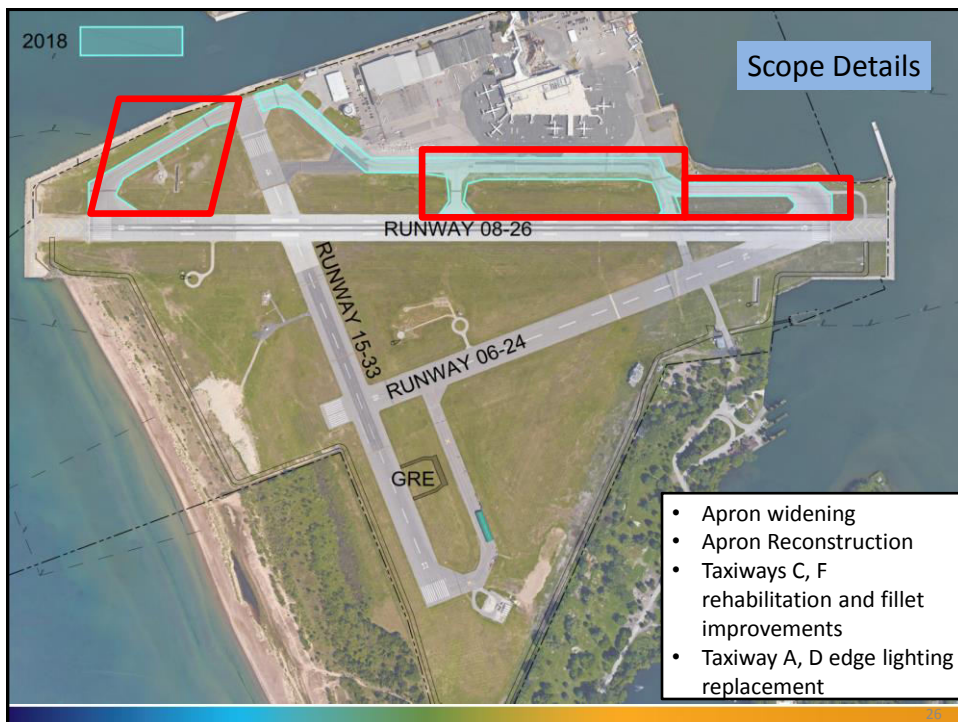 2018
Scope Details
RUNWAY 08-26
RUNWAY 15-33
RUNWAY 06-24
GRE
• Apron widening
• Apron Reconstruction
• Taxiways C, F
rehabilitation and fillet
improvements
• Taxiway A, D edge lighting
replacement
26